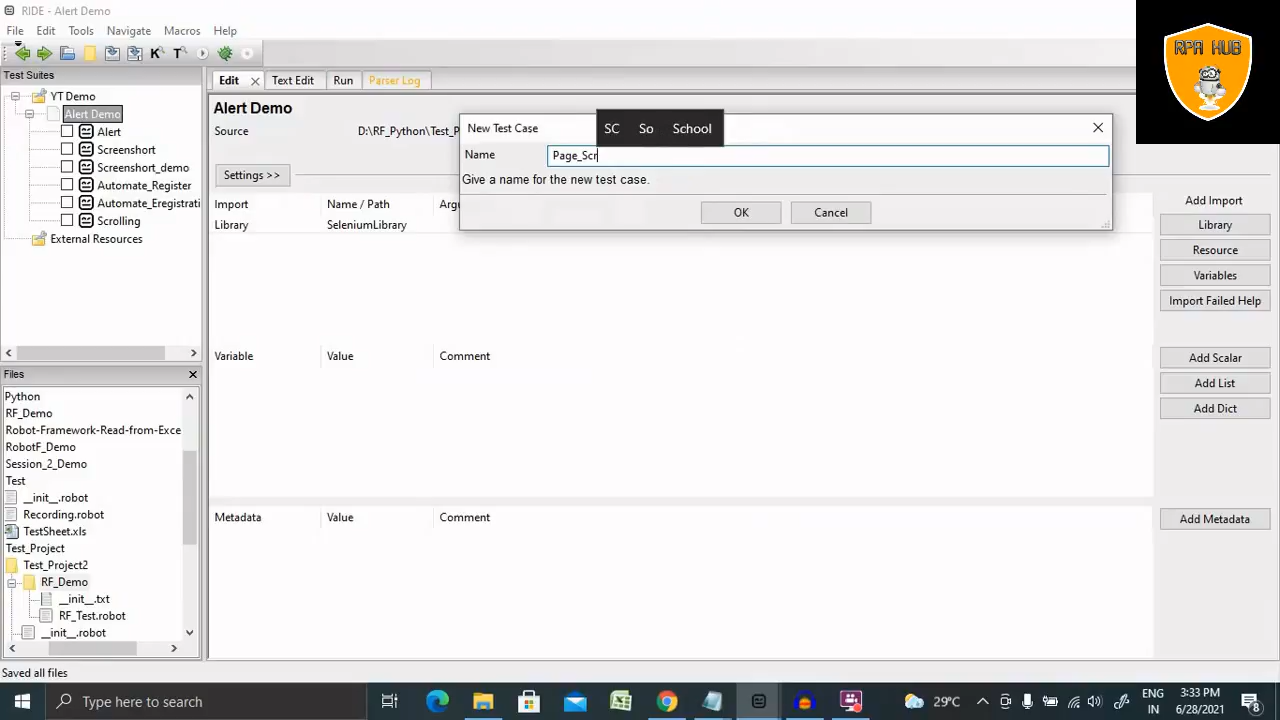 RIDE - Alert Demo
File Edit Tools Navigate Macros Help
RPA HUB
Test Suites
YT Demo
Alert Demo
Alert
Screenshort
Screenshort_demo
Automate_Register
Automate_Eregistrati
Scrolling
External Resources
Files
Python
RF_Demo
Robot-Framework-Read-from-Exce
RobotF_Demo
Session_2_Demo
Test
__init__.robot
Recording.robot
TestSheet.xls
Test_Project
Test_Project2
RF_Demo
__init__.txt
RF_Test.robot
__init__.robot
Edit Text Edit Run Parser Log
Alert Demo
Source D:\RF_Python\Test_P
Settings >>
Import Name / Path Argu
Library SeleniumLibrary
New Test Case
SC So School
Name Page_Scr
Give a name for the new test case.
OK Cancel
Variable Value Comment
Metadata Value Comment
Add Import
Library
Resource
Variables
Import Failed Help
Add Scalar
Add List
Add Dict
Add Metadata
Saved all files
Type here to search
29°C
ENG
IN
3:33 PM
6/28/2021
8